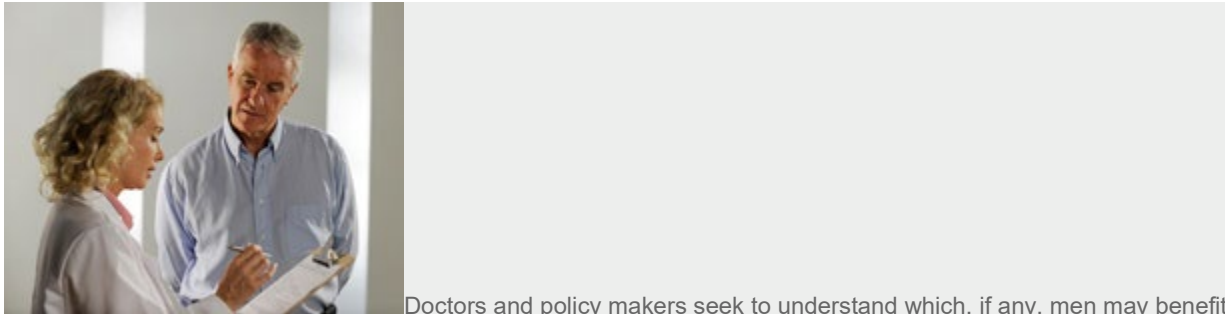 Doctors and policy makers seek to understand which, if any, men may benefit